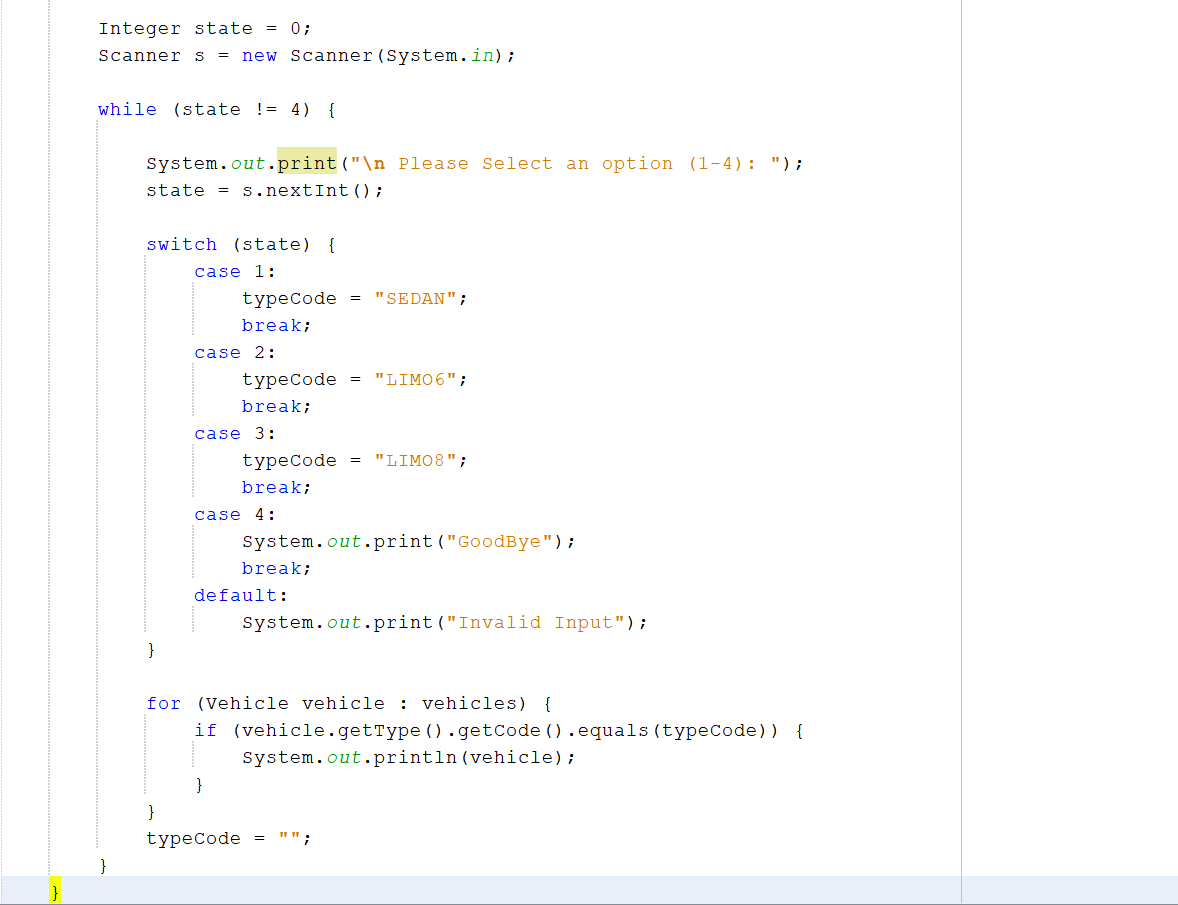 Integer state = 0;
Scanner s = new Scanner(System.in);
while (state != 4) {
System.out.print("\n Please Select an option (1-4): ");
state = s.nextInt();
switch (state) {
case 1:
typeCode = "SEDAN";
break;
case 2:
typeCode = "LIMO6";
break;
case 3:
typeCode = "LIMO8";
break;
case 4:
System.out.print("GoodBye");
break;
default:
System.out.print("Invalid Input");
}
for (Vehicle vehicle : vehicles) {
if (vehicle.getType().getCode().equals(typeCode)) {
System.out.println(vehicle);
}
}
typeCode = "";
}
}